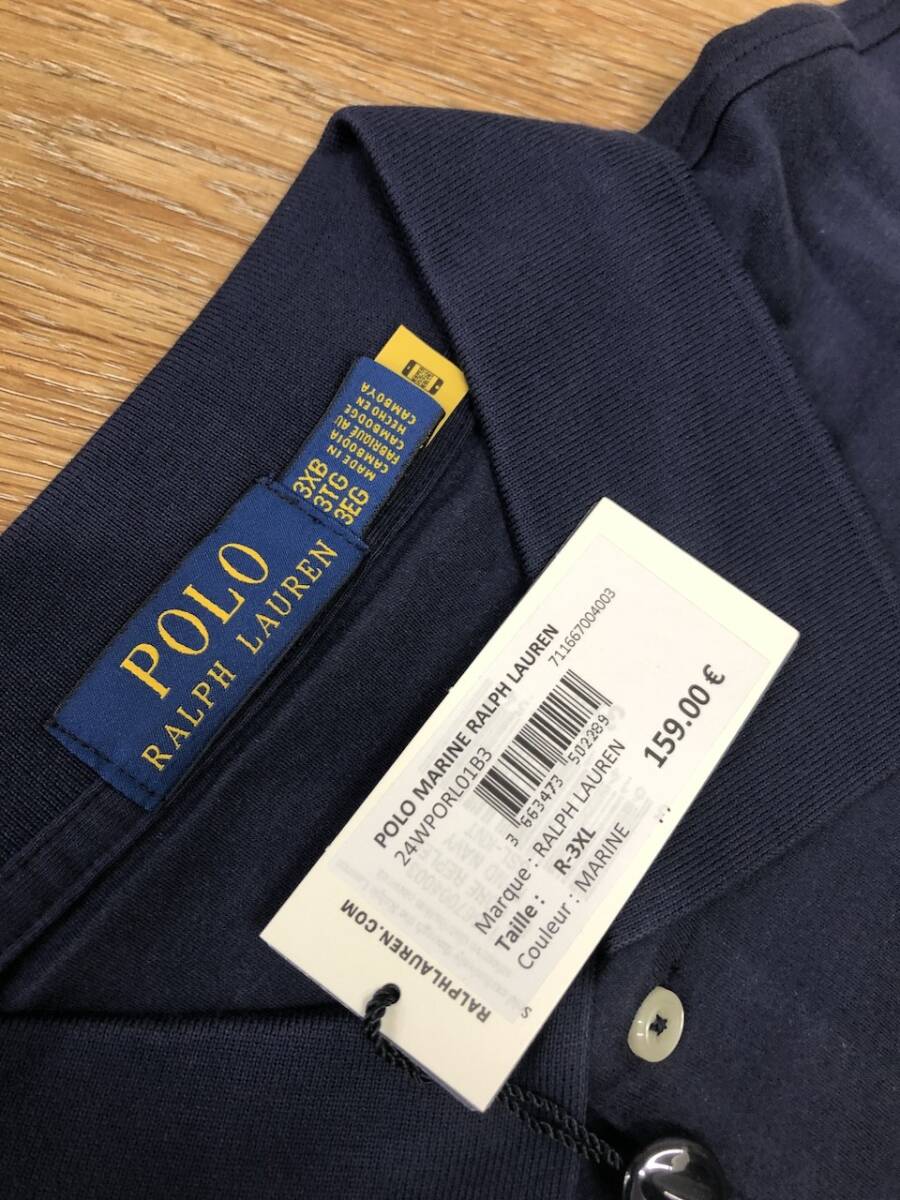 POLO
RALPH LAUREN
3XB
3TG
3EG
MADE IN
CAMBODIA
FABRIQUE AU
CAMBODGE
HECHO EN
CAMBOYA
POLO MARINE RALPH LAUREN
24WPORL01B3
711667004003
3 663473 502289
Marque : RALPH LAUREN
Taille : R-3XL
Couleur : MARINE
159.00 €
RALPHLAUREN.COM